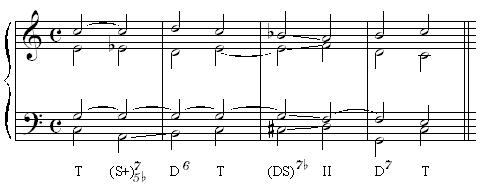 T (S+)7 5♭ D6 T (DS)7♭ II D7 T